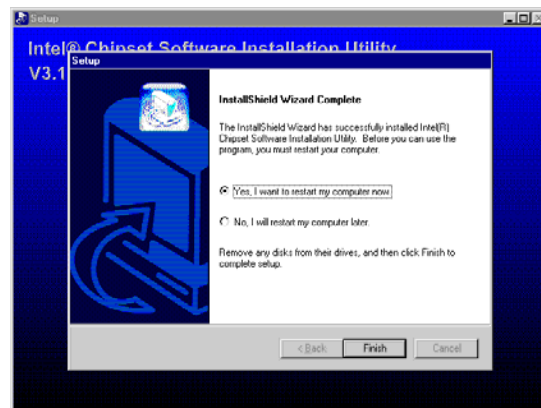 Setup
Intel® Chipset Software Installation Utility
V3.1
Setup
InstallShield Wizard Complete
The InstallShield Wizard has successfully installed Intel(R)
Chipset Software Installation Utility. Before you can use the
program, you must restart your computer.
Yes, I want to restart my computer now.
No, I will restart my computer later.
Remove any disks from their drives, and then click Finish to
complete setup.
< Back
Finish
Cancel